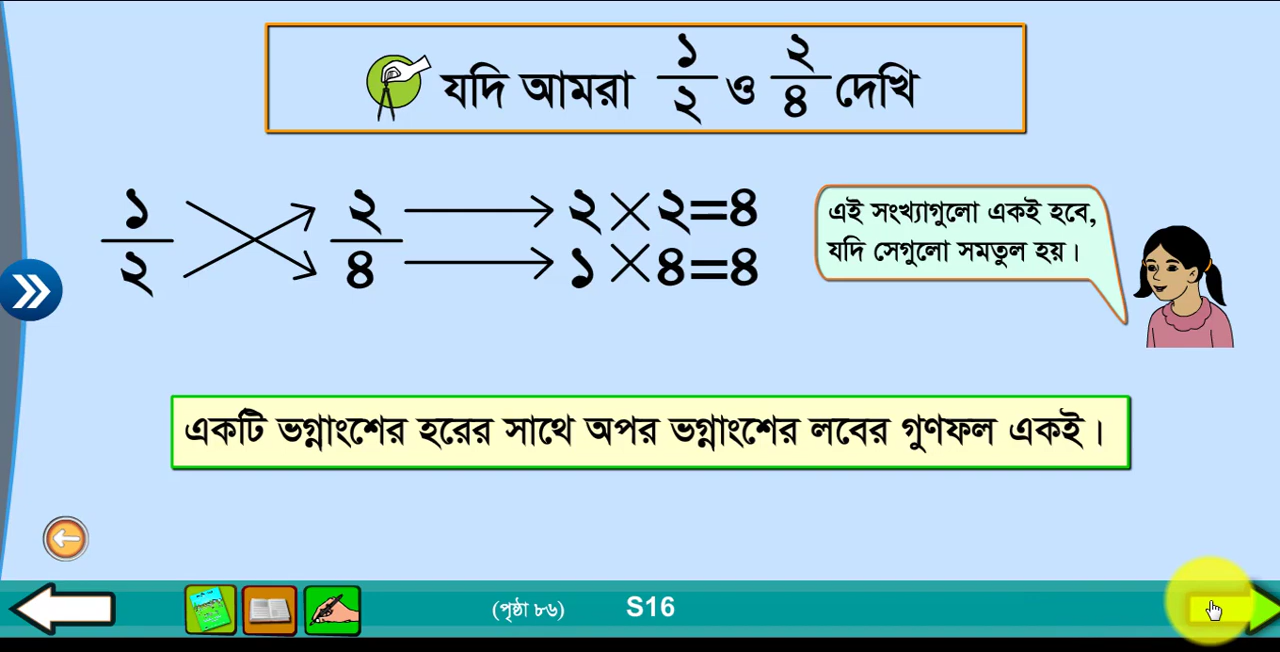 যদি আমরা ১/২ ও ২/৪ দেখি
১/২ ২/৪ ২×২=৪
১×৪=৪
এই সংখ্যাগুলো একই হবে,
যদি সেগুলো সমতুল হয়।
একটি ভগ্নাংশের হরের সাথে অপর ভগ্নাংশের লবের গুণফল একই।
(পৃষ্ঠা ৮৬) S16